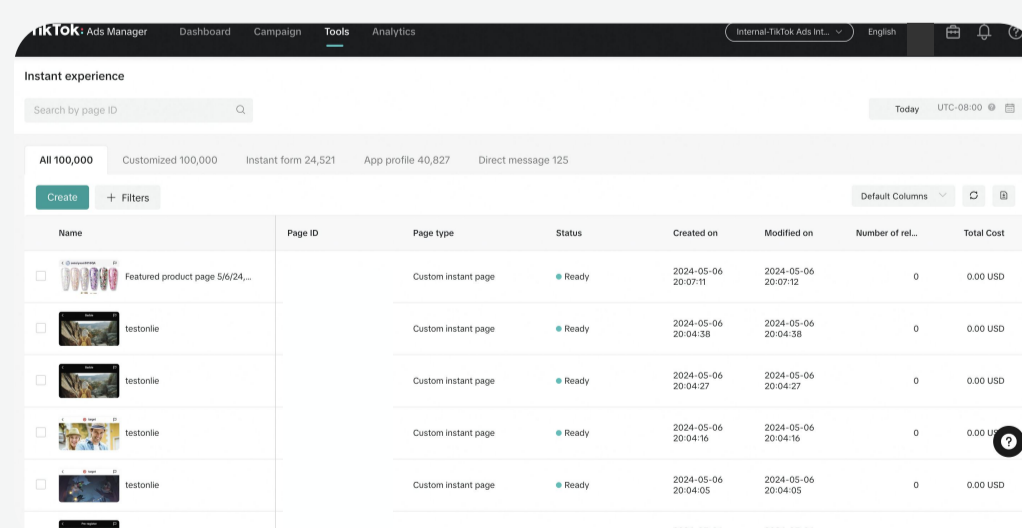 TikTok: Ads Manager Dashboard Campaign Tools Analytics Internal-TikTok Ads Int... English
Instant experience
Search by page ID Today UTC-08:00
All 100,000 Customized 100,000 Instant form 24,521 App profile 40,827 Direct message 125
Create + Filters Default Columns
Name Page ID Page type Status Created on Modified on Number of rel... Total Cost
Featured product page 5/6/24,... Custom instant page Ready 2024-05-06 20:07:11 2024-05-06 20:07:12 0 0.00 USD
testonlie Custom instant page Ready 2024-05-06 20:04:38 2024-05-06 20:04:38 0 0.00 USD
testonlie Custom instant page Ready 2024-05-06 20:04:27 2024-05-06 20:04:27 0 0.00 USD
testonlie Custom instant page Ready 2024-05-06 20:04:16 2024-05-06 20:04:16 0 0.00 US
testonlie Custom instant page Ready 2024-05-06 20:04:05 2024-05-06 20:04:05 0 0.00 USD